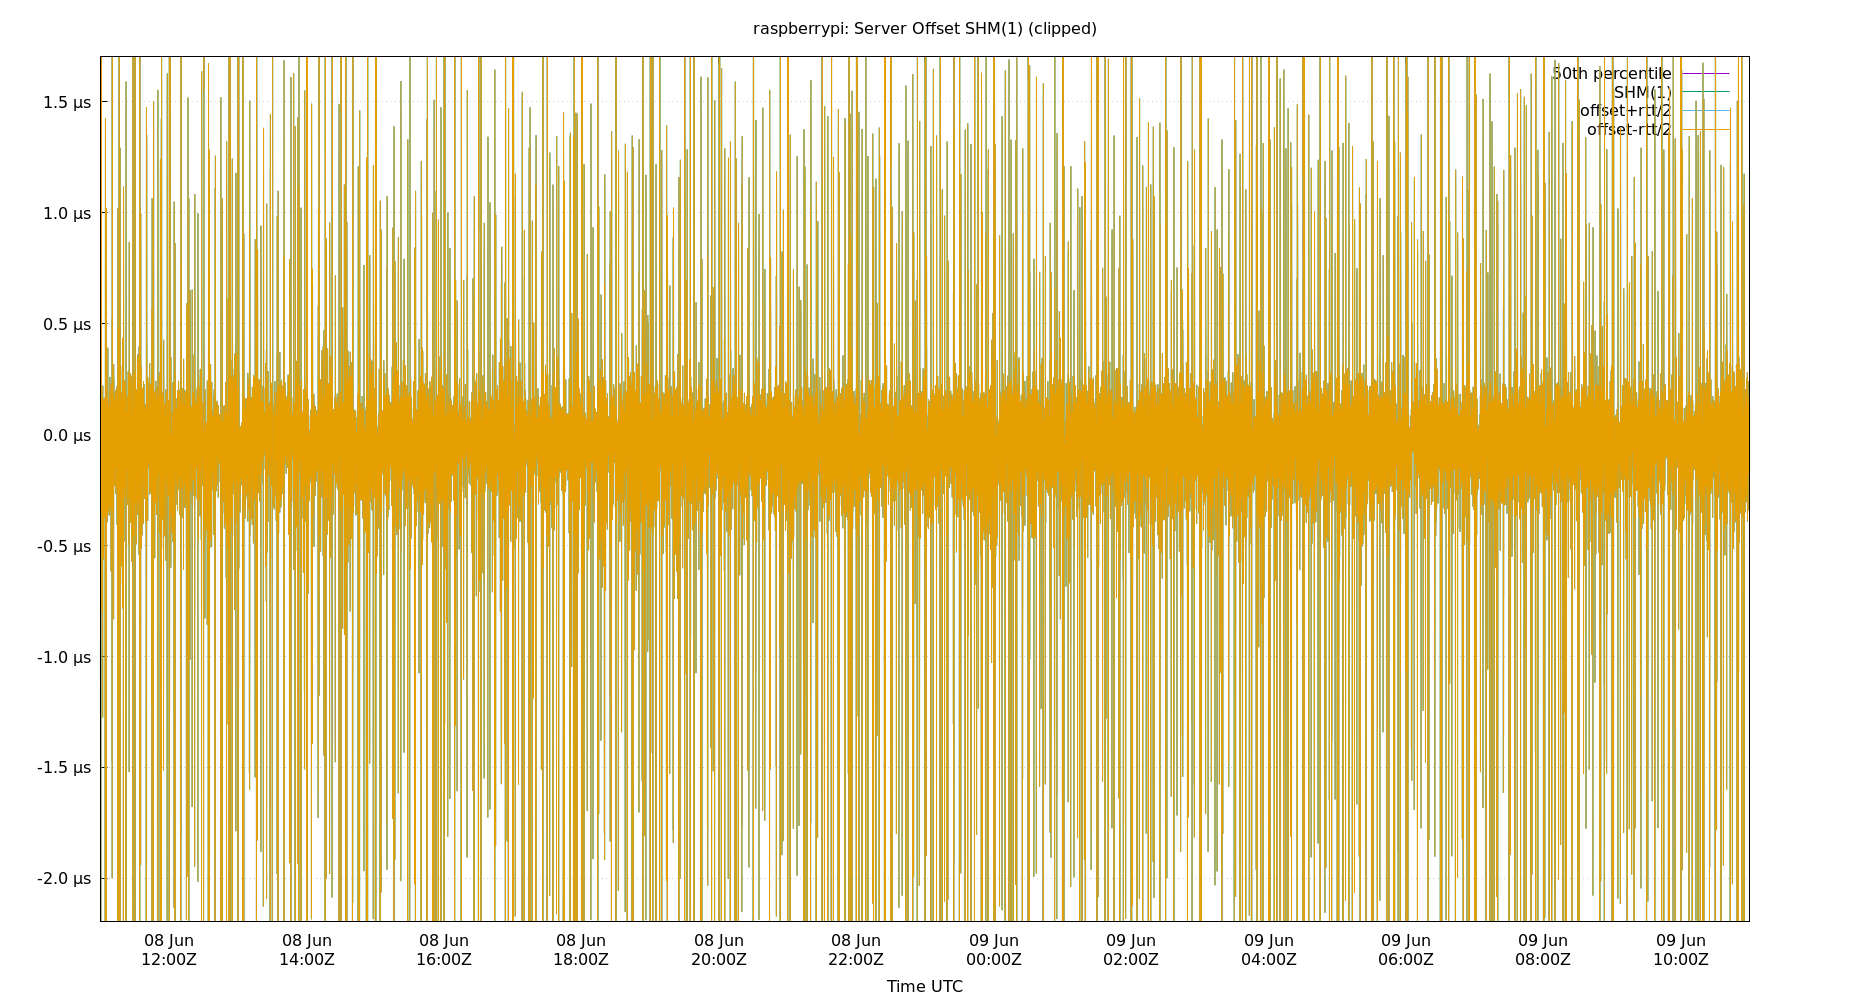 raspberrypi: Server Offset SHM(1) (clipped)
50th percentile
SHM(1)
offset+rtt/2
offset-rtt/2
1.5 µs
1.0 µs
0.5 µs
0.0 µs
-0.5 µs
-1.0 µs
-1.5 µs
-2.0 µs
08 Jun 08 Jun 08 Jun 08 Jun 08 Jun 08 Jun 09 Jun 09 Jun 09 Jun 09 Jun 09 Jun 09 Jun
12:00Z 14:00Z 16:00Z 18:00Z 20:00Z 22:00Z 00:00Z 02:00Z 04:00Z 06:00Z 08:00Z 10:00Z
Time UTC